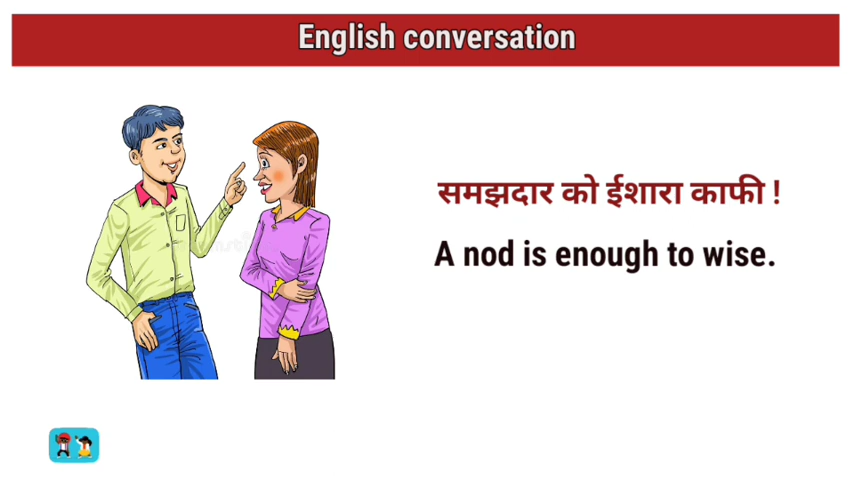 English conversation
समझदार को ईशारा काफी !
A nod is enough to wise.